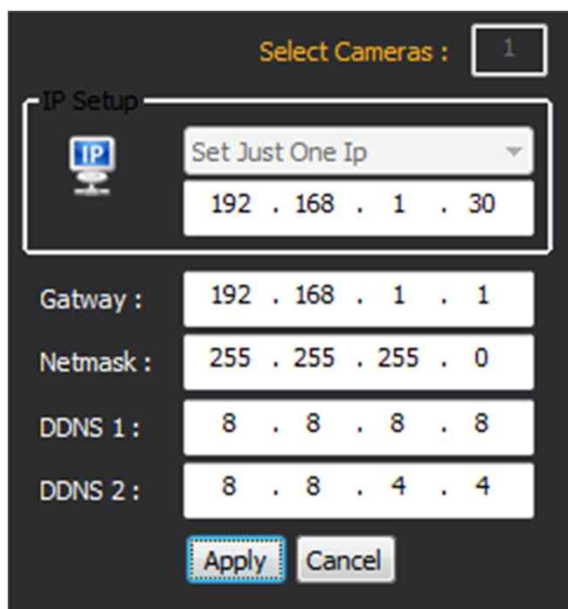 Select Cameras : 1
IP Setup
IP
Set Just One Ip
192 . 168 . 1 . 30
Gatway : 192 . 168 . 1 . 1
Netmask : 255 . 255 . 255 . 0
DDNS 1 : 8 . 8 . 8 . 8
DDNS 2 : 8 . 8 . 4 . 4
Apply Cancel